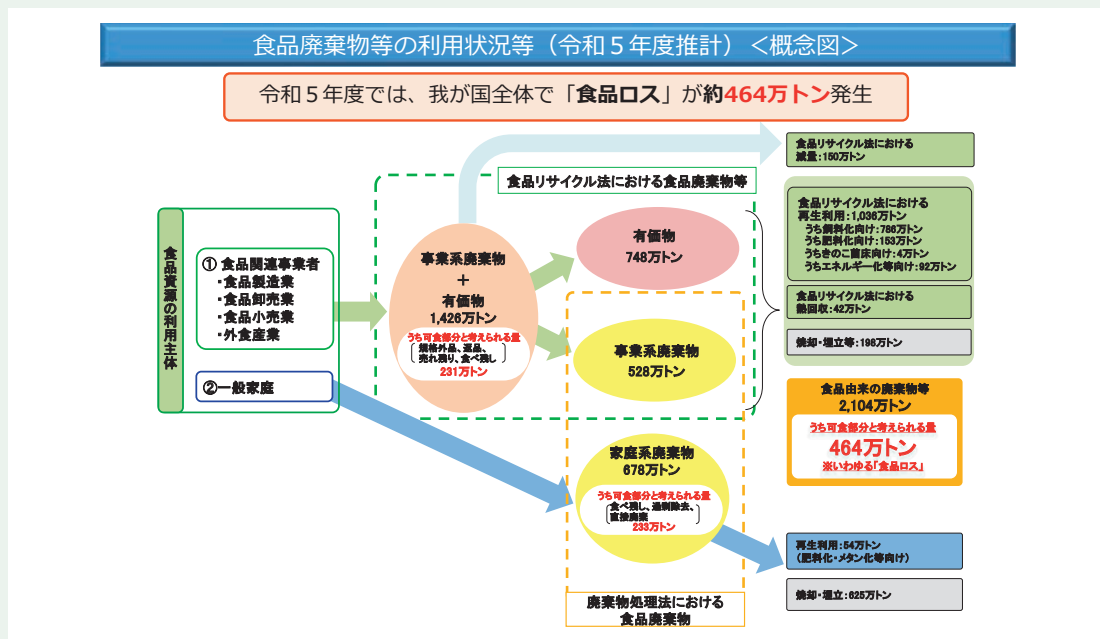 食品廃棄物等の利用状況等（令和５年度推計）＜概念図＞
令和５年度では、我が国全体で「食品ロス」が約464万トン発生
食品リサイクル法における
減量：150万トン
食品リサイクル法における食品廃棄物等
食品資源の利用主体
① 食品関連事業者
・食品製造業
・食品卸売業
・食品小売業
・外食産業
②一般家庭
事業系廃棄物
＋
有価物
1,426万トン
うち可食部分と考えられる量
規格外品、返品、
売れ残り、食べ残し
231万トン
有価物
748万トン
事業系廃棄物
528万トン
家庭系廃棄物
678万トン
うち可食部分と考えられる量
食べ残し、過剰除去、
直接廃棄
233万トン
廃棄物処理法における
食品廃棄物
食品リサイクル法における
再生利用：1,036万トン
うち飼料化向け：786万トン
うち肥料化向け：153万トン
うちきのこ菌床向け：4万トン
うちエネルギー化等向け：92万トン
食品リサイクル法における
熱回収：42万トン
焼却・埋立等：198万トン
食品由来の廃棄物等
2,104万トン
うち可食部分と考えられる量
464万トン
※いわゆる「食品ロス」
再生利用：54万トン
（肥料化・メタン化等向け）
焼却・埋立：625万トン